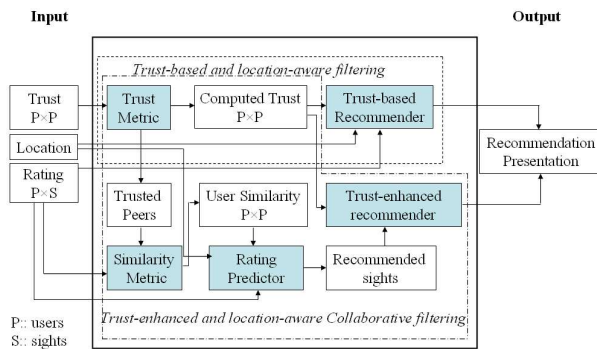 Input
Output
Trust-based and location-aware filtering
Trust
P×P
Trust
Metric
Computed Trust
P×P
Trust-based
Recommender
Location
Rating
P×S
Recommendation
Presentation
Trusted
Peers
User Similarity
P×P
Trust-enhanced
recommender
Similarity
Metric
Rating
Predictor
Recommended
sights
P:: users
S:: sights
Trust-enhanced and location-aware Collaborative filtering